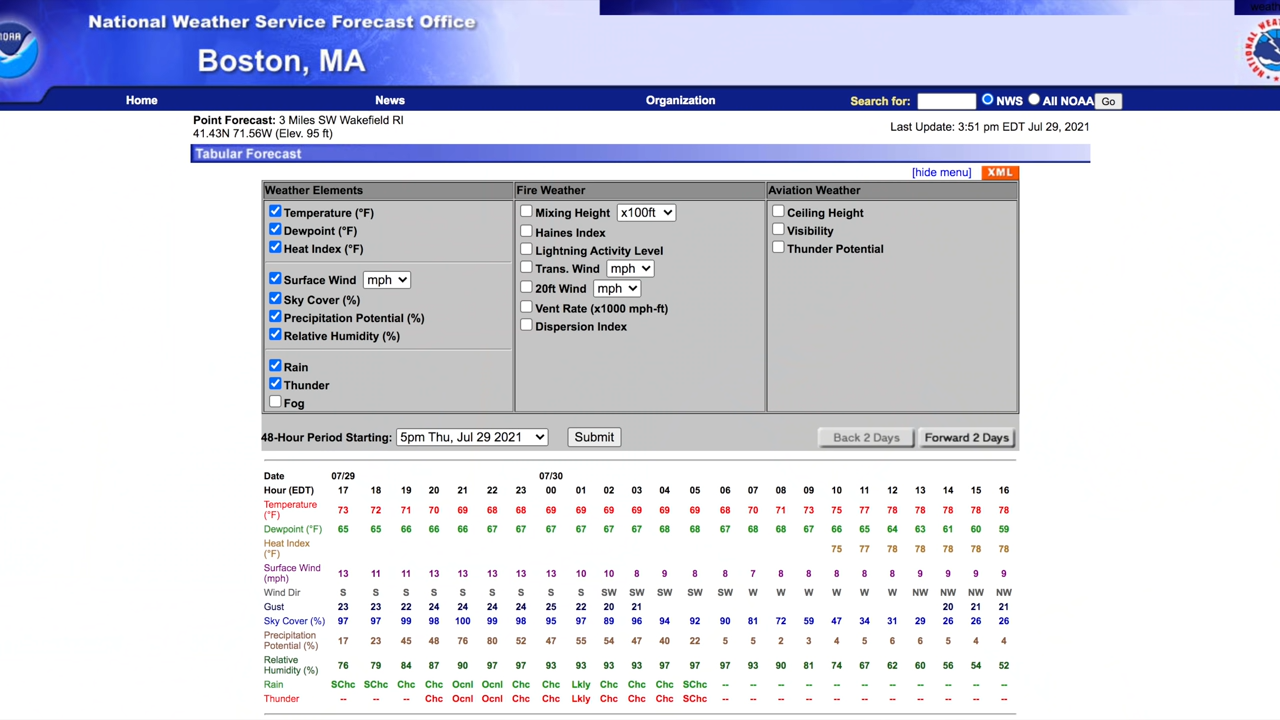 weath
NOAA
National Weather Service Forecast Office
Boston, MA
NATIONAL WEA
Home News Organization Search for: NWS All NOAA Go
Point Forecast: 3 Miles SW Wakefield RI
41.43N 71.56W (Elev. 95 ft)
Last Update: 3:51 pm EDT Jul 29, 2021
Tabular Forecast
[hide menu] XML
Weather Elements Fire Weather Aviation Weather
Temperature (°F) Mixing Height x100ft Ceiling Height
Dewpoint (°F) Haines Index Visibility
Heat Index (°F) Lightning Activity Level Thunder Potential
Trans. Wind mph
Surface Wind mph 20ft Wind mph
Sky Cover (%) Vent Rate (x1000 mph-ft)
Precipitation Potential (%) Dispersion Index
Relative Humidity (%)
Rain
Thunder
Fog
48-Hour Period Starting: 5pm Thu, Jul 29 2021 Submit Back 2 Days Forward 2 Days
Date 07/29 07/30
Hour (EDT) 17 18 19 20 21 22 23 00 01 02 03 04 05 06 07 08 09 10 11 12 13 14 15 16
Temperature (°F) 73 72 71 70 69 68 68 69 69 69 69 69 69 68 70 71 73 75 77 78 78 78 78 78
Dewpoint (°F) 65 65 66 66 66 67 67 67 67 67 67 68 68 67 68 68 67 66 65 64 63 61 60 59
Heat Index (°F) 75 77 78 78 78 78 78
Surface Wind (mph) 13 11 11 13 13 13 13 13 10 10 8 9 8 8 7 8 8 8 8 8 9 9 9 9
Wind Dir S S S S S S S S S SW SW SW SW SW W W W W W W NW NW NW NW
Gust 23 23 22 24 24 24 24 25 22 20 21 20 21 21
Sky Cover (%) 97 97 99 98 100 99 98 95 97 89 96 94 92 90 81 72 59 47 34 31 29 26 26 26
Precipitation Potential (%) 17 23 45 48 76 80 52 47 55 54 47 40 22 5 5 2 3 4 5 6 6 5 4 4
Relative Humidity (%) 76 79 84 87 90 97 97 93 93 93 93 97 97 97 93 90 81 74 67 62 60 56 54 52
Rain SChc SChc Chc Chc Ocnl Ocnl Chc Chc Lkly Chc Chc Chc SChc -- -- -- -- -- -- -- -- -- -- --
Thunder -- -- -- Chc Ocnl Ocnl Chc Chc Lkly Chc Chc Chc SChc -- -- -- -- -- -- -- -- -- -- --